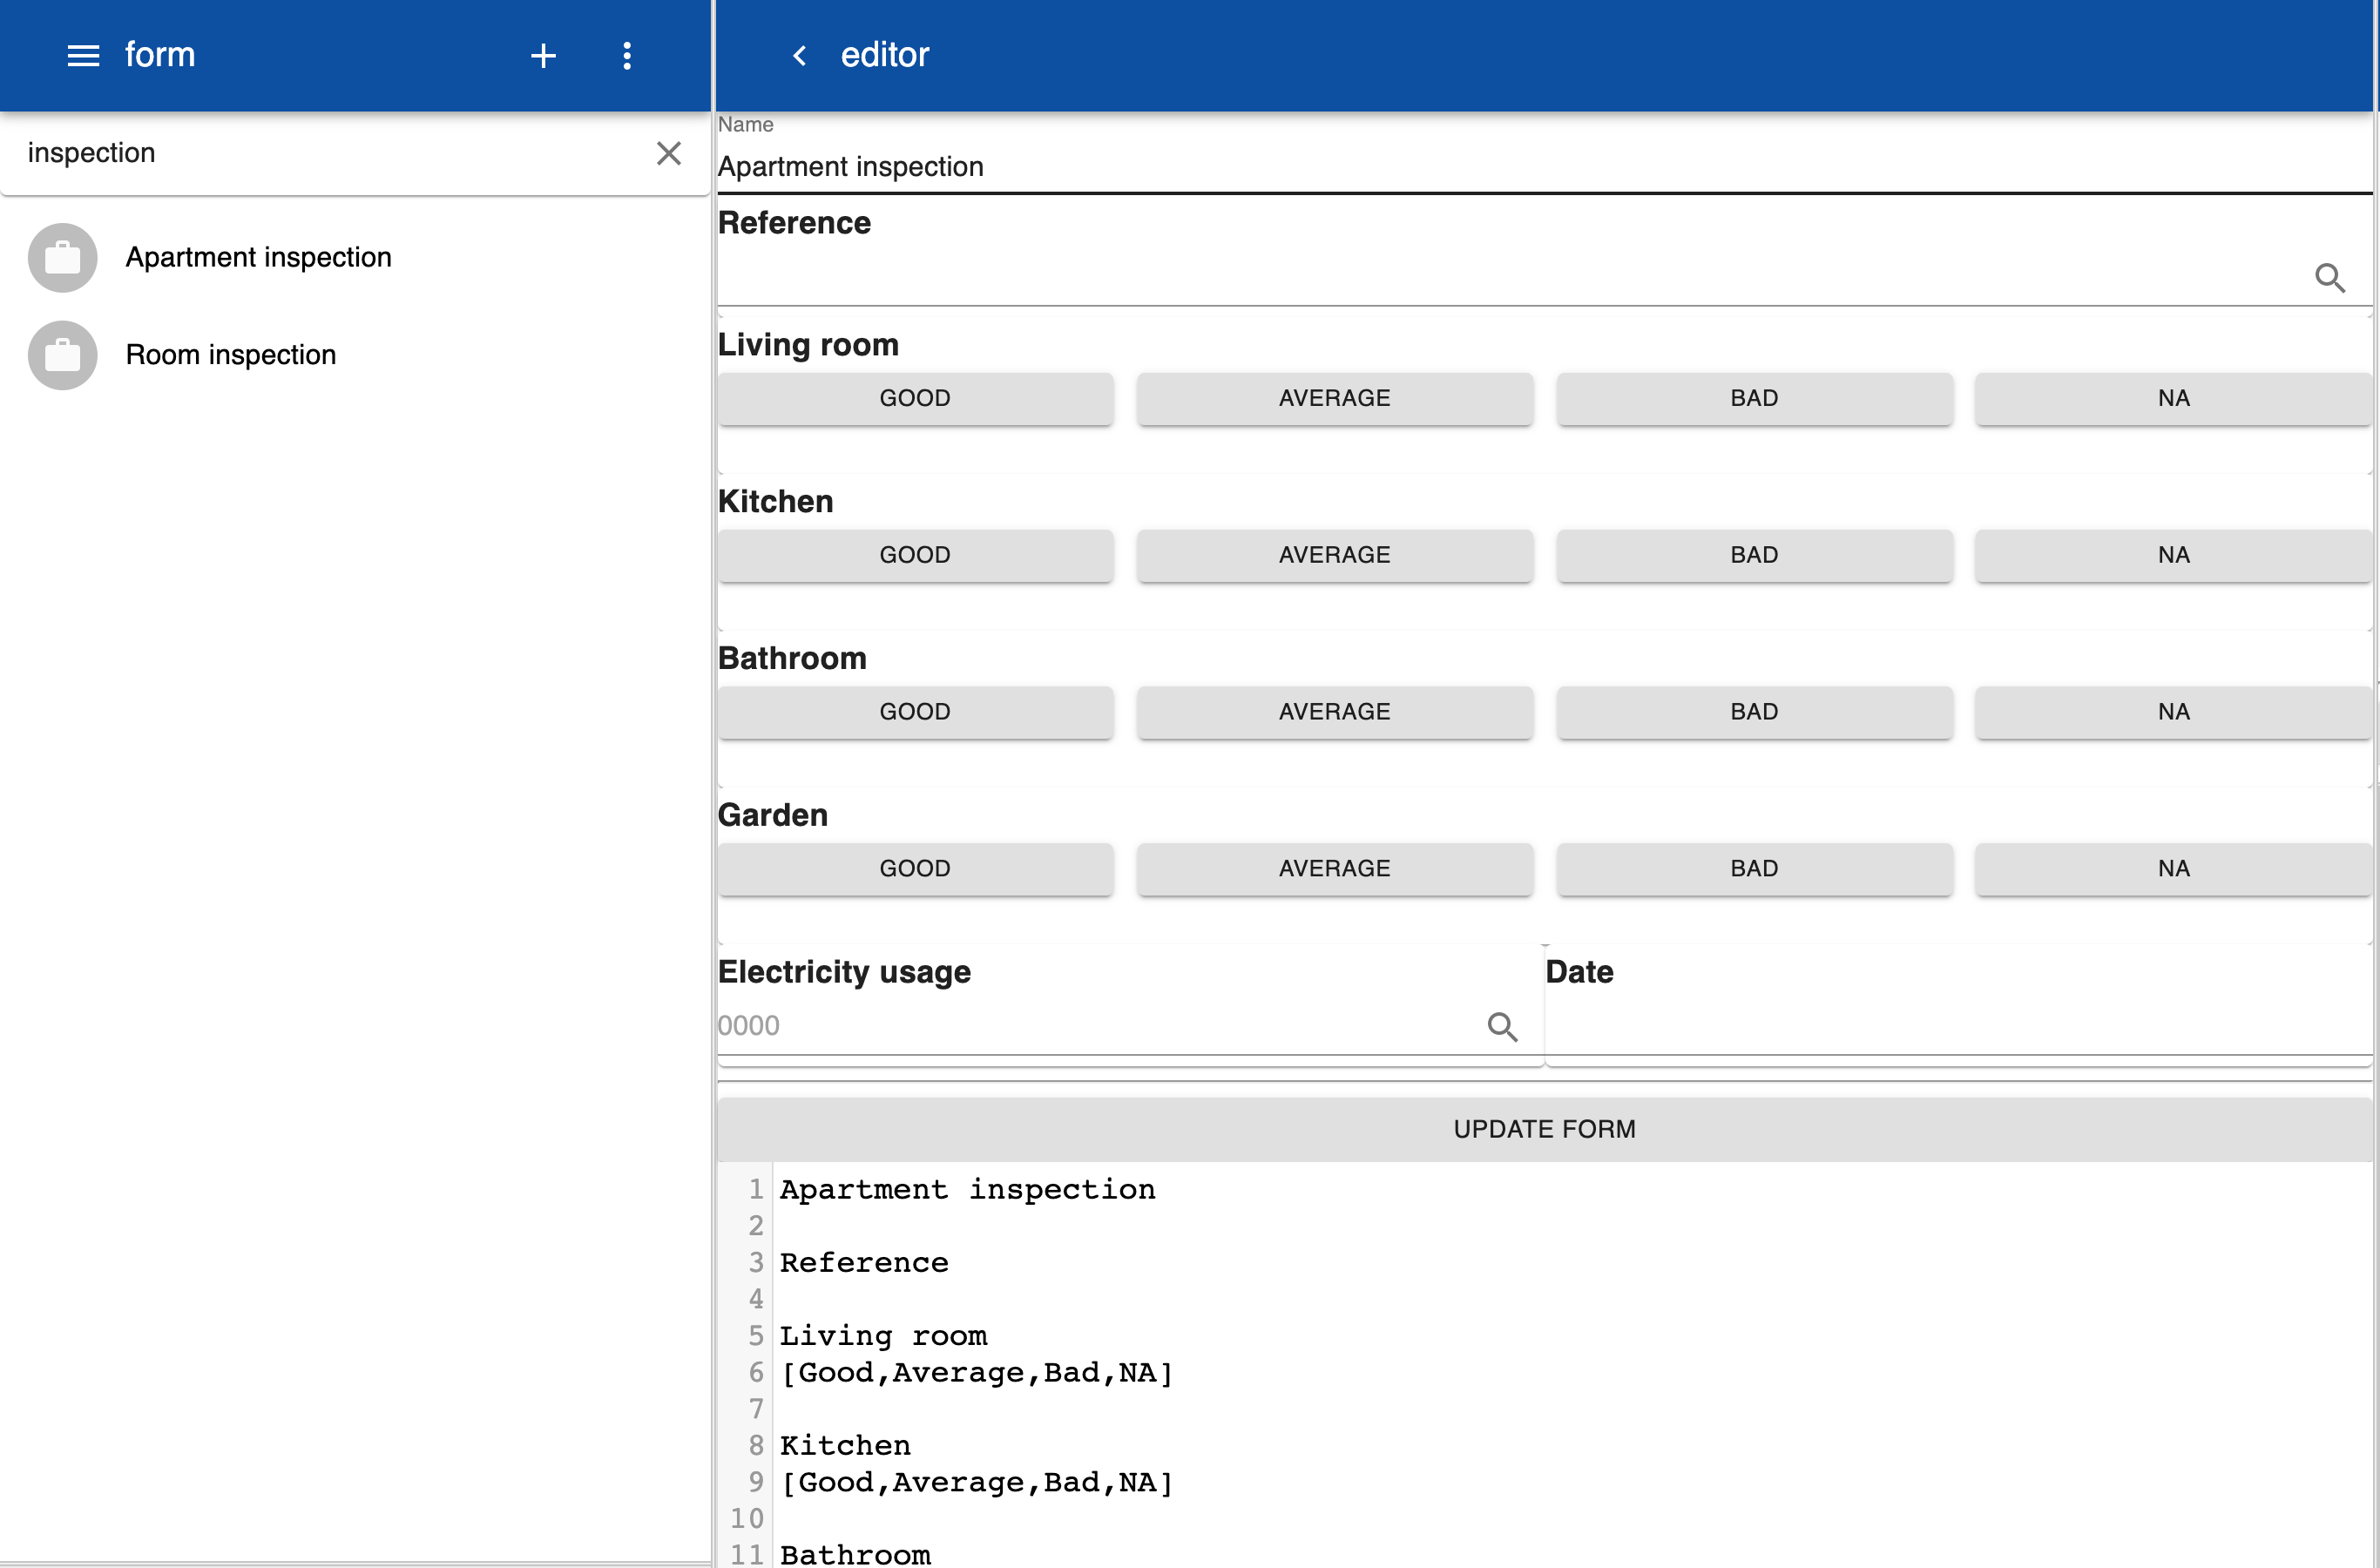 form
inspection
Apartment inspection
Room inspection
editor
Name
Apartment inspection
Reference
Living room
GOOD AVERAGE BAD NA
Kitchen
GOOD AVERAGE BAD NA
Bathroom
GOOD AVERAGE BAD NA
Garden
GOOD AVERAGE BAD NA
Electricity usage Date
0000
UPDATE FORM
1 Apartment inspection
2
3 Reference
4
5 Living room
6 [Good,Average,Bad,NA]
7
8 Kitchen
9 [Good,Average,Bad,NA]
10
11 Bathroom